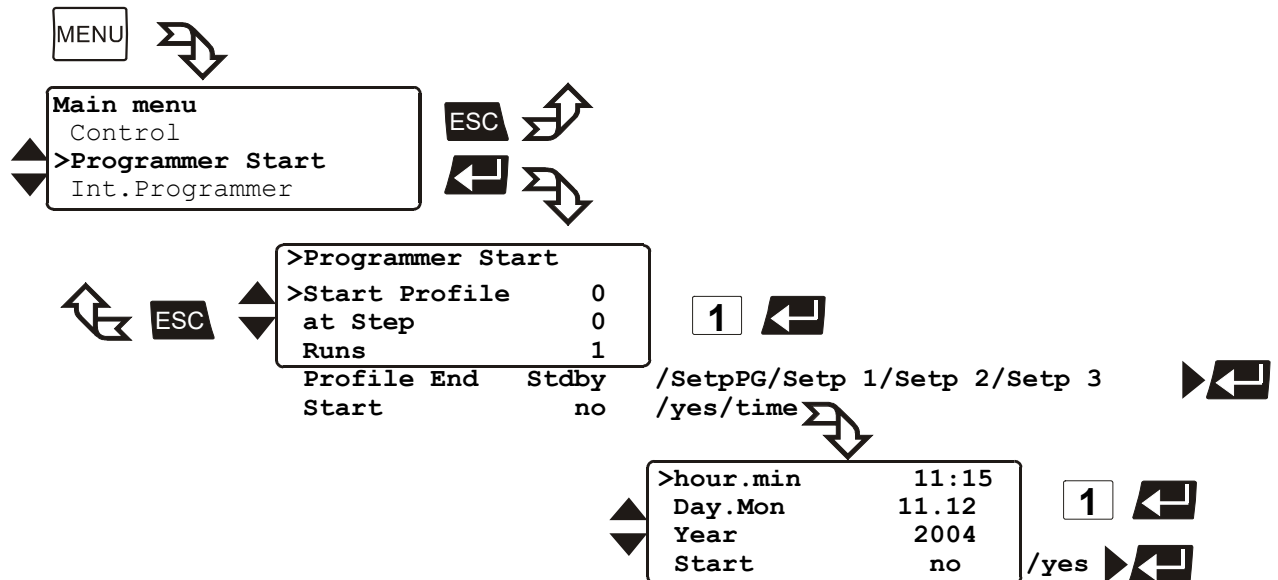 MENU
Main menu
Control
>Programmer Start
Int.Programmer
ESC
>Programmer Start
>Start Profile 0
at Step 0
Runs 1
Profile End Stdby /SetpPG/Setp 1/Setp 2/Setp 3
Start no /yes/time
ESC
1
>hour.min 11:15
Day.Mon 11.12
Year 2004
Start no /yes
1